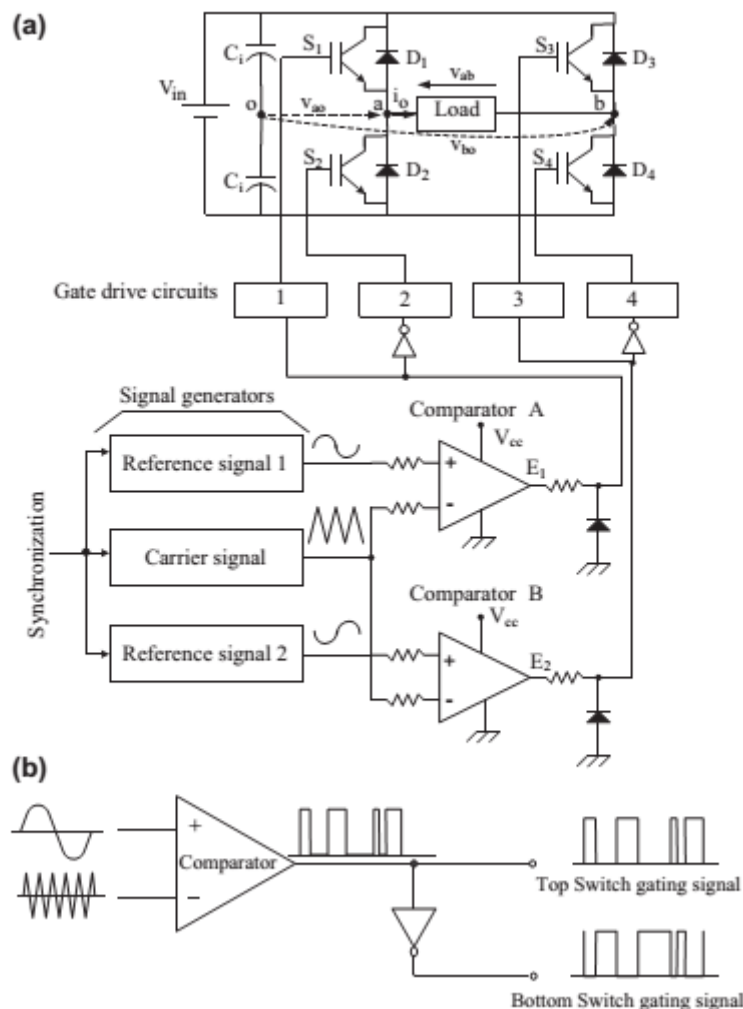 (a)
C_i
S_1
D_1
S_3
D_3
V_in
v_ab
o
v_ao
a
i_o
Load
b
v_bo
C_i
S_2
D_2
S_4
D_4
Gate drive circuits
1
2
3
4
Signal generators
Comparator A
V_cc
Reference signal 1
+
-
E_1
Synchronization
Carrier signal
Comparator B
V_cc
Reference signal 2
+
-
E_2
(b)
+
Comparator
−
Top Switch gating signal
Bottom Switch gating signal